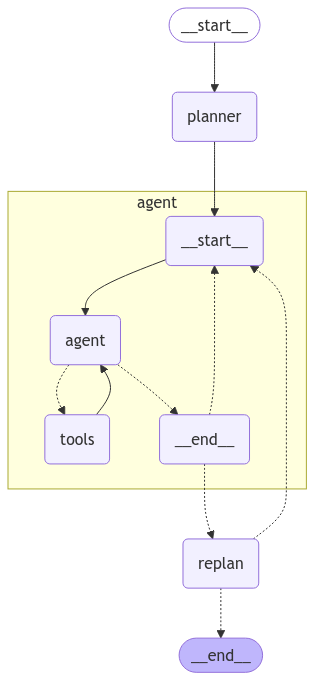 __start__
planner
agent
__start__
agent
tools
__end__
replan
__end__